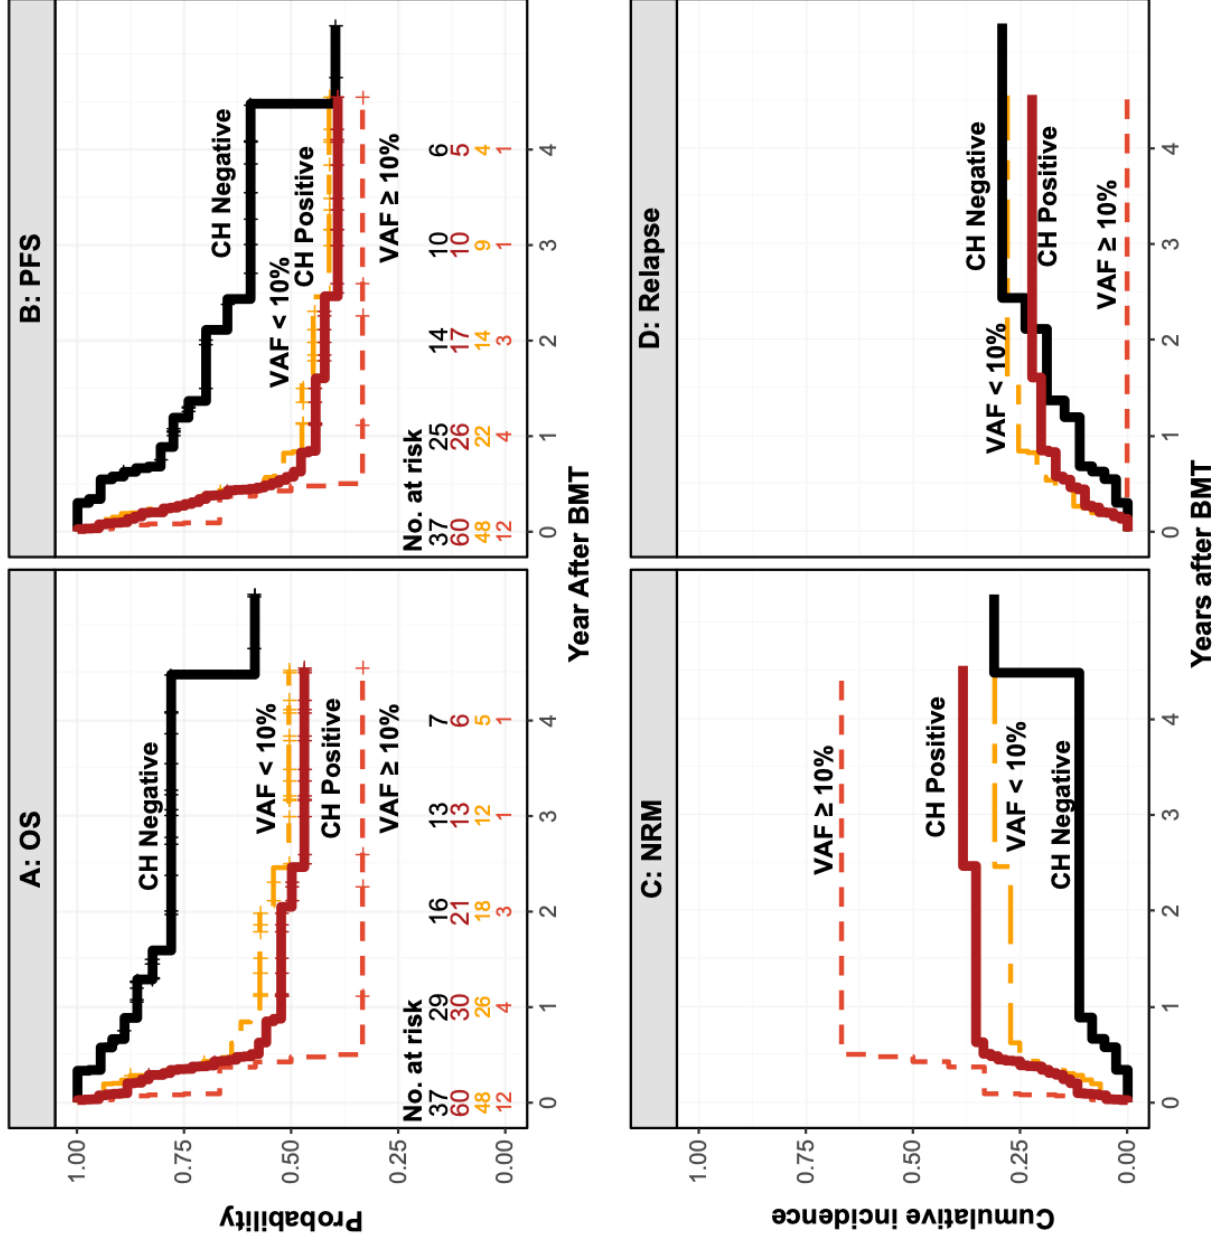 A: OS
1.00
0.75
0.50
0.25
0.00
Probability
CH Negative
VAF < 10%
CH Positive
VAF ≥ 10%
No. at risk
37 29 16 13 7
60 30 21 13 6
48 26 18 12 5
12 4 3 1 1
0 1 2 3 4
B: PFS
CH Negative
VAF < 10%
CH Positive
VAF ≥ 10%
No. at risk
37 25 14 10 6
60 26 17 10 5
48 22 14 9 4
12 4 3 1 1
0 1 2 3 4
Year After BMT
C: NRM
1.00
0.75
0.50
0.25
0.00
Cumulative incidence
VAF ≥ 10%
CH Positive
VAF < 10%
CH Negative
0 1 2 3 4
D: Relapse
CH Negative
VAF < 10%
CH Positive
VAF ≥ 10%
0 1 2 3 4
Years after BMT